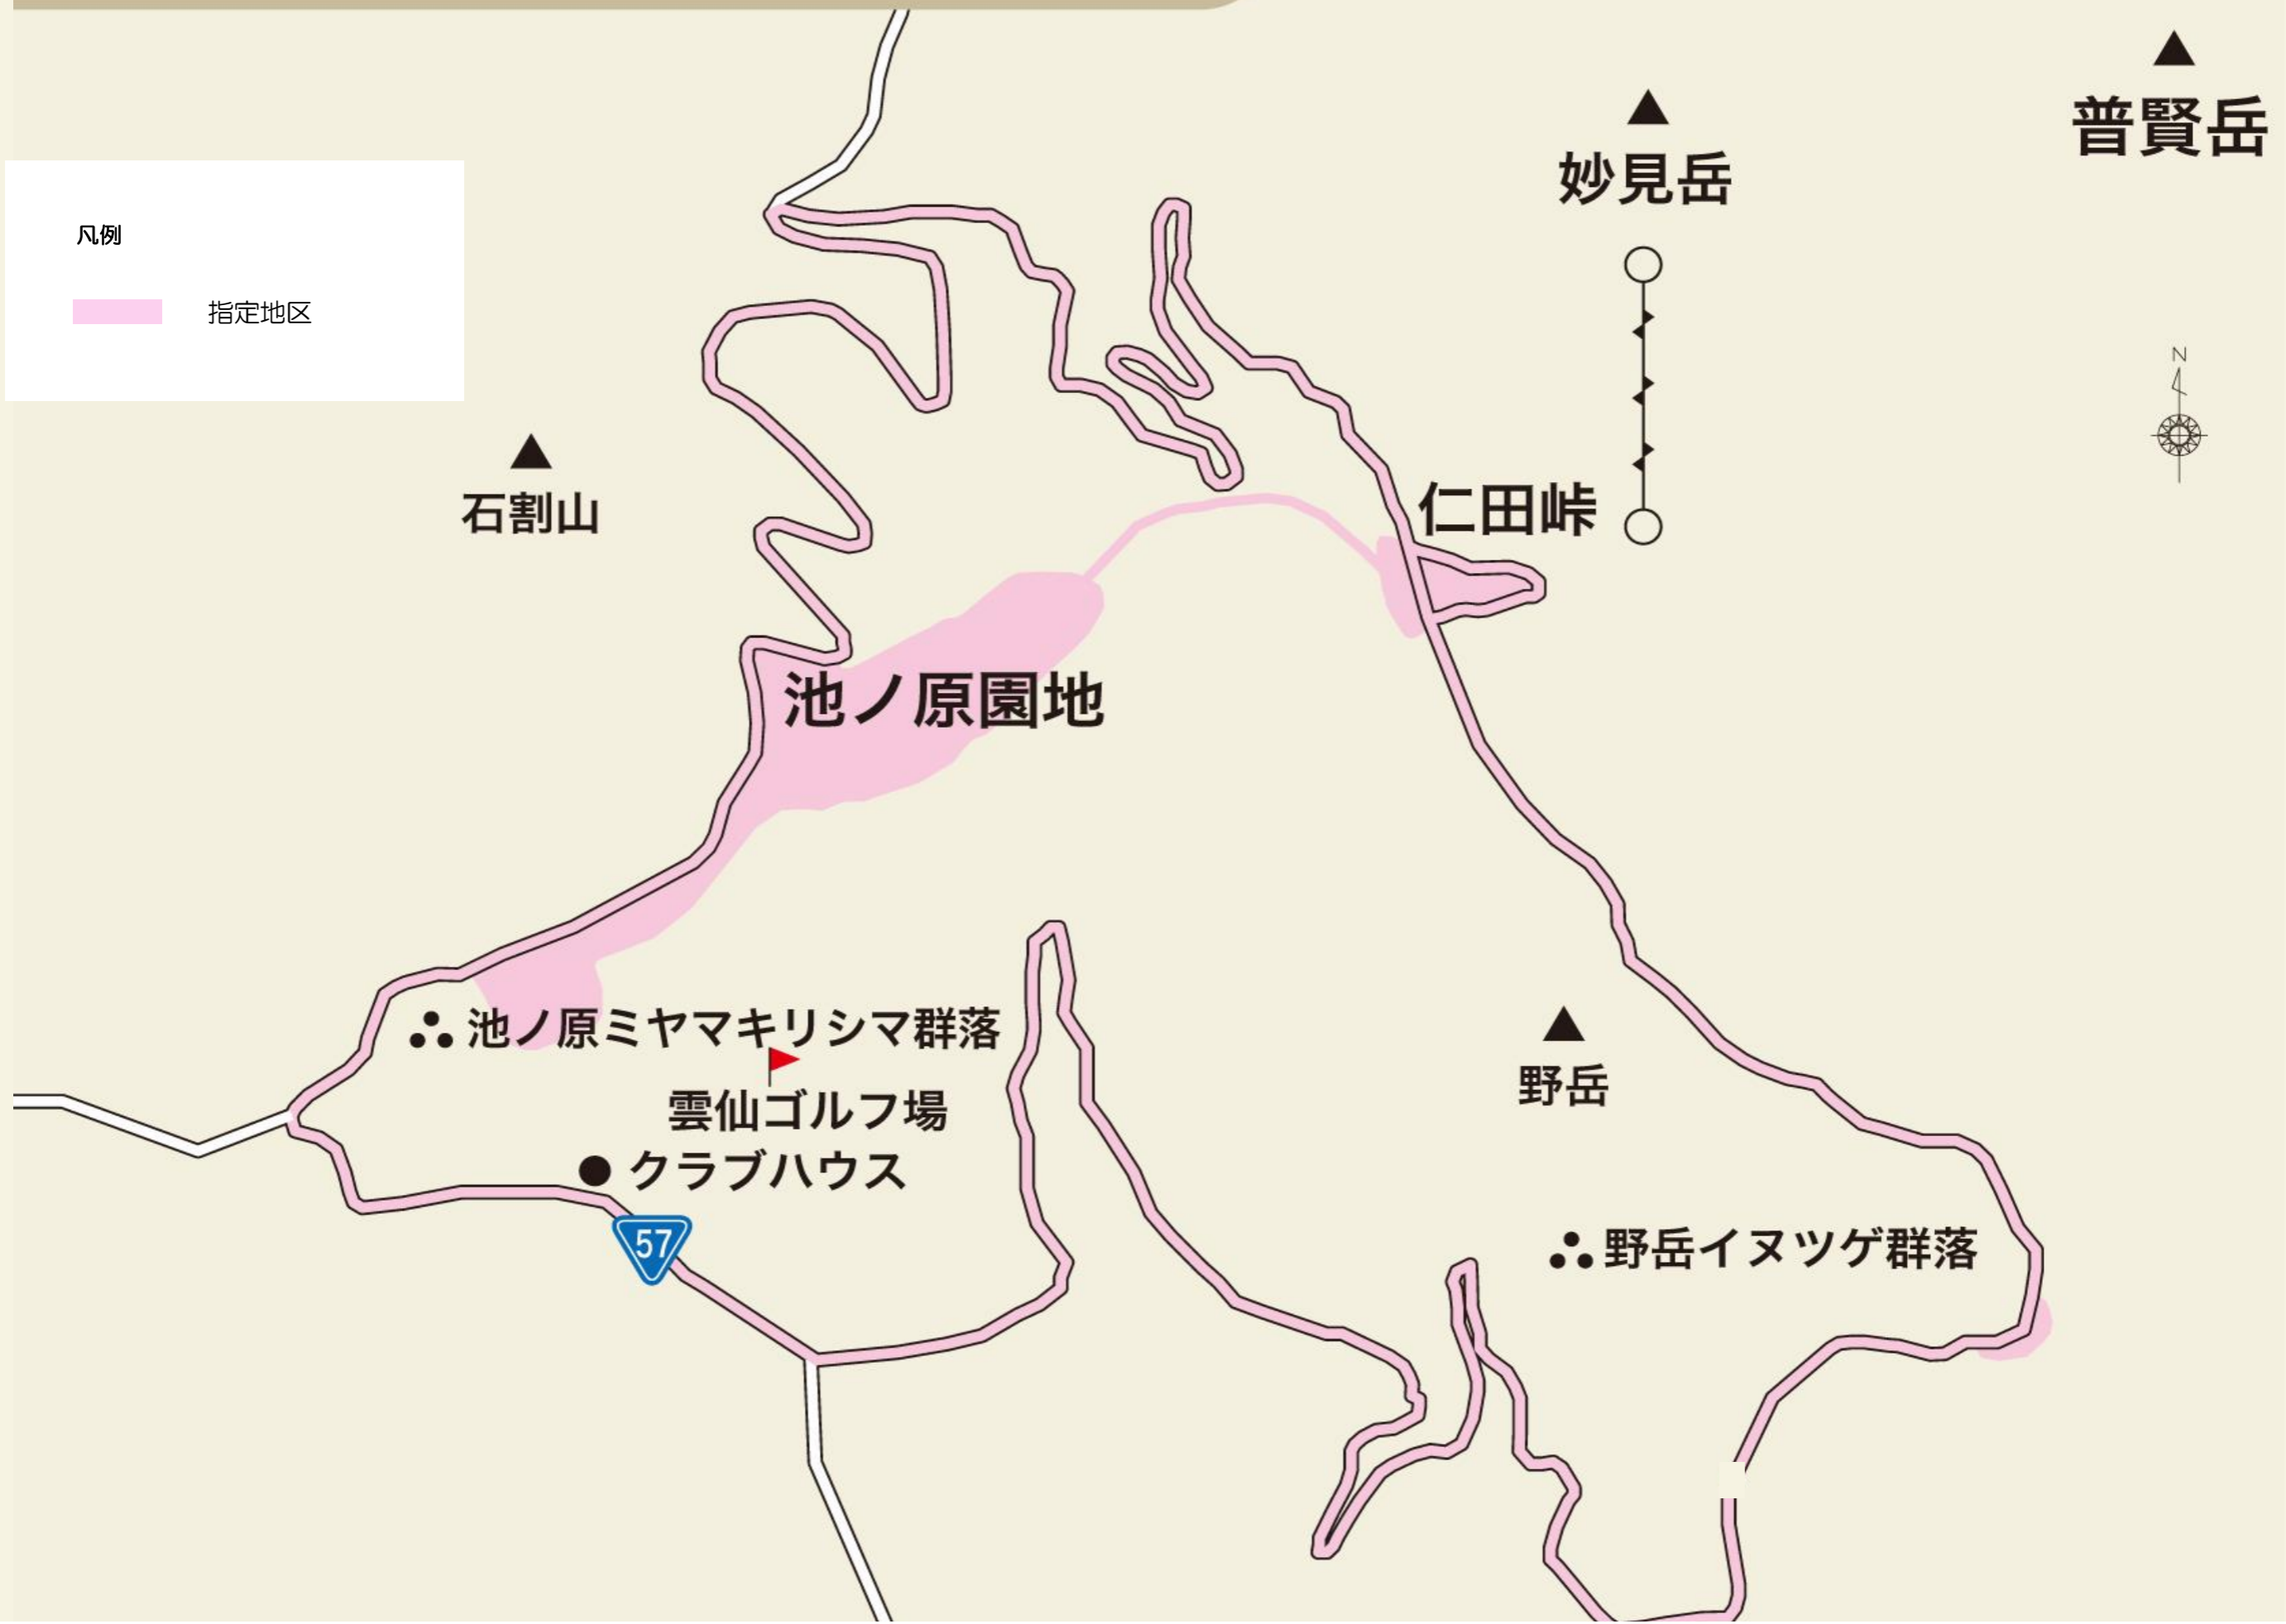 普賢岳
妙見岳
凡例
指定地区
N
石割山
仁田峠
池ノ原園地
池ノ原ミヤマキリシマ群落
雲仙ゴルフ場
野岳
クラブハウス
57
野岳イヌツゲ群落